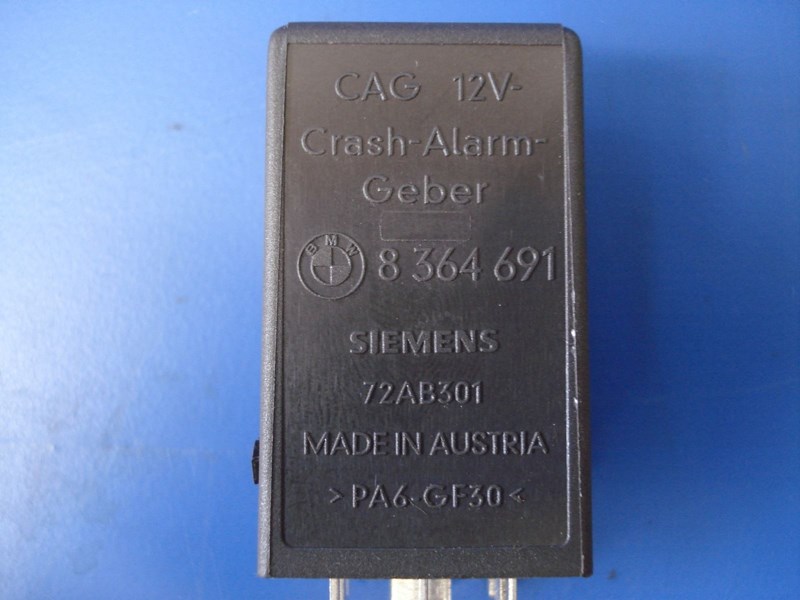 CAG 12V-
Crash-Alarm-
Geber
BMW 8 364 691
SIEMENS
72AB301
MADE IN AUSTRIA
>PA6-GF30<